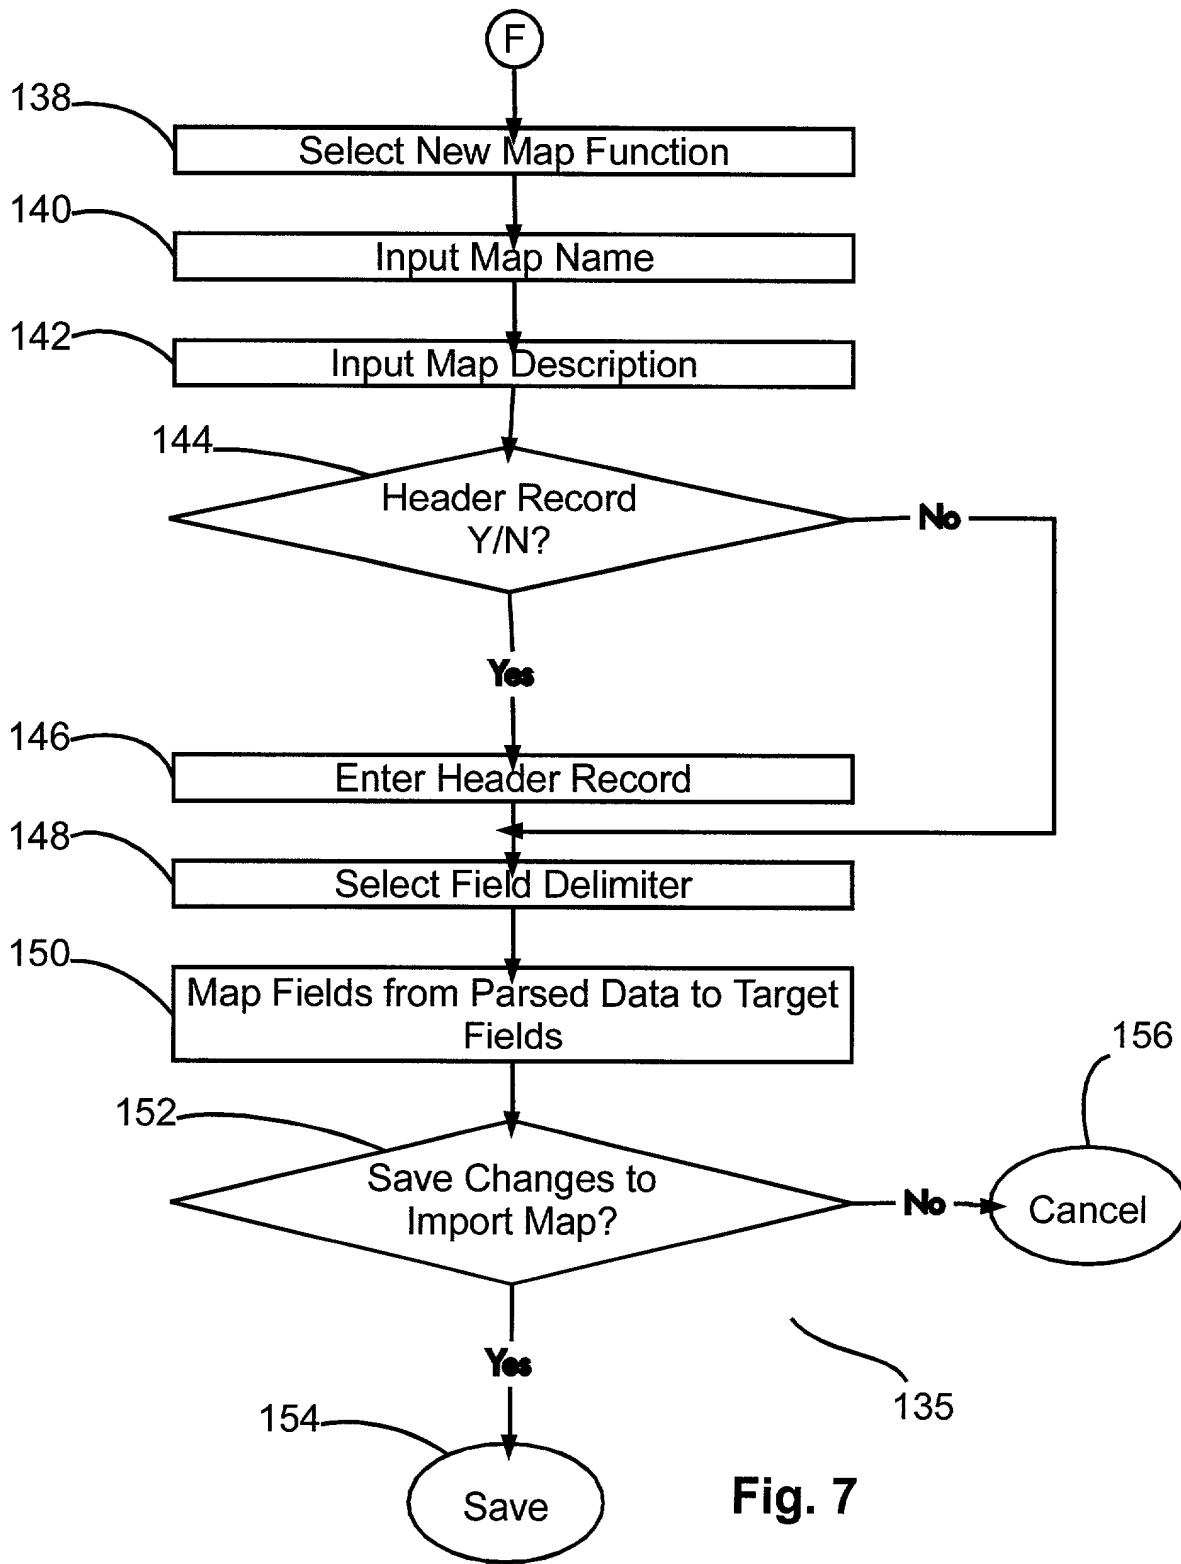 F
138
Select New Map Function
140
Input Map Name
142
Input Map Description
144
Header Record
Y/N?
No
Yes
146
Enter Header Record
148
Select Field Delimiter
150
Map Fields from Parsed Data to Target
Fields
156
152
Save Changes to
Import Map?
No
Cancel
Yes
135
154
Save
Fig. 7